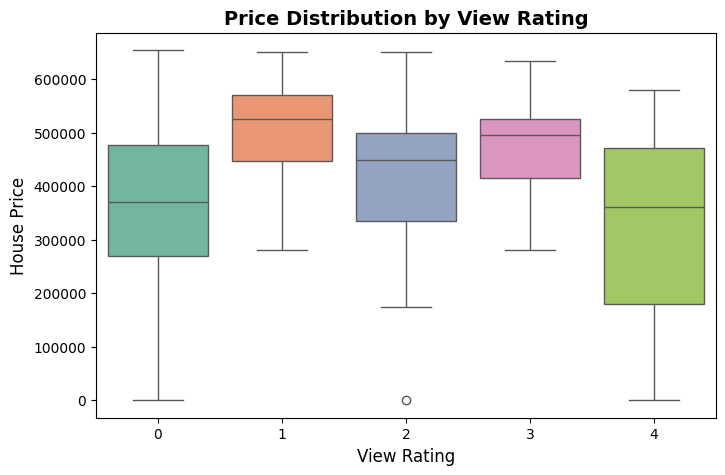 Price Distribution by View Rating
House Price
600000
500000
400000
300000
200000
100000
0
0 1 2 3 4
View Rating